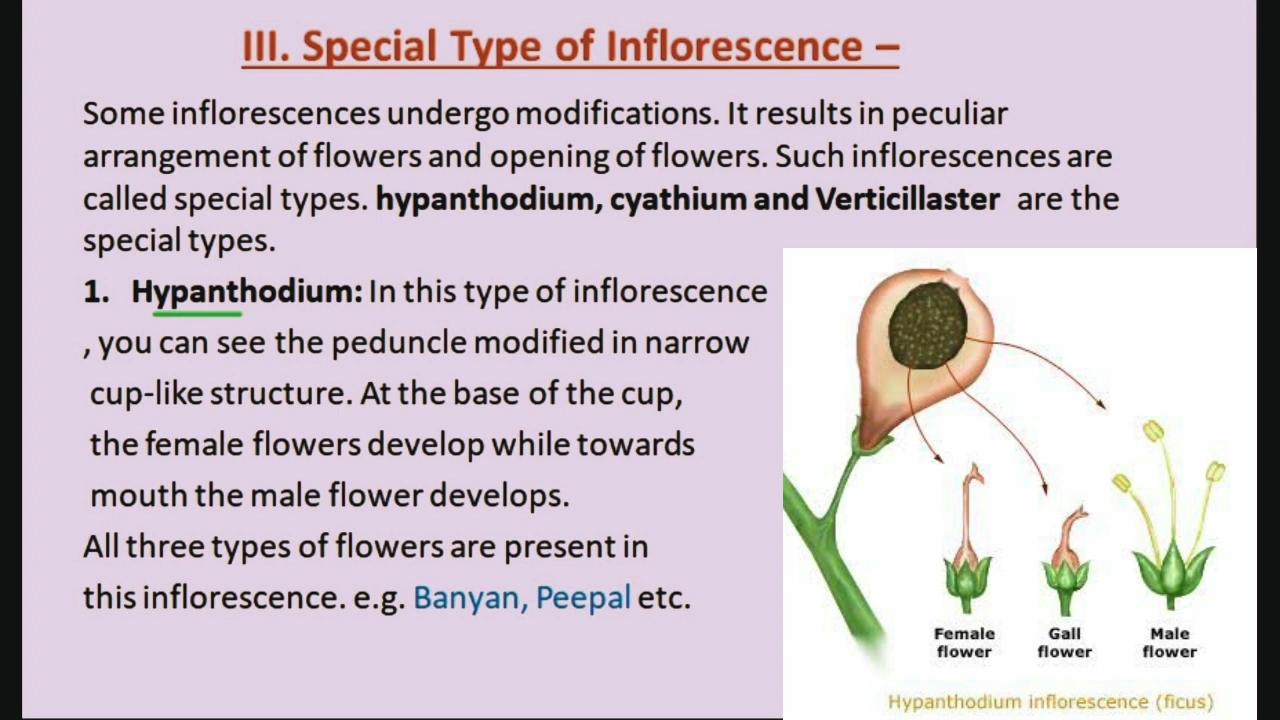 III. Special Type of Inflorescence –
Some inflorescences undergo modifications. It results in peculiar
arrangement of flowers and opening of flowers. Such inflorescences are
called special types. hypanthodium, cyathium and Verticillaster are the
special types.
1. Hypanthodium: In this type of inflorescence
, you can see the peduncle modified in narrow
cup-like structure. At the base of the cup,
the female flowers develop while towards
mouth the male flower develops.
All three types of flowers are present in
this inflorescence. e.g. Banyan, Peepal etc.
Female
flower
Gall
flower
Male
flower
Hypanthodium inflorescence (ficus)